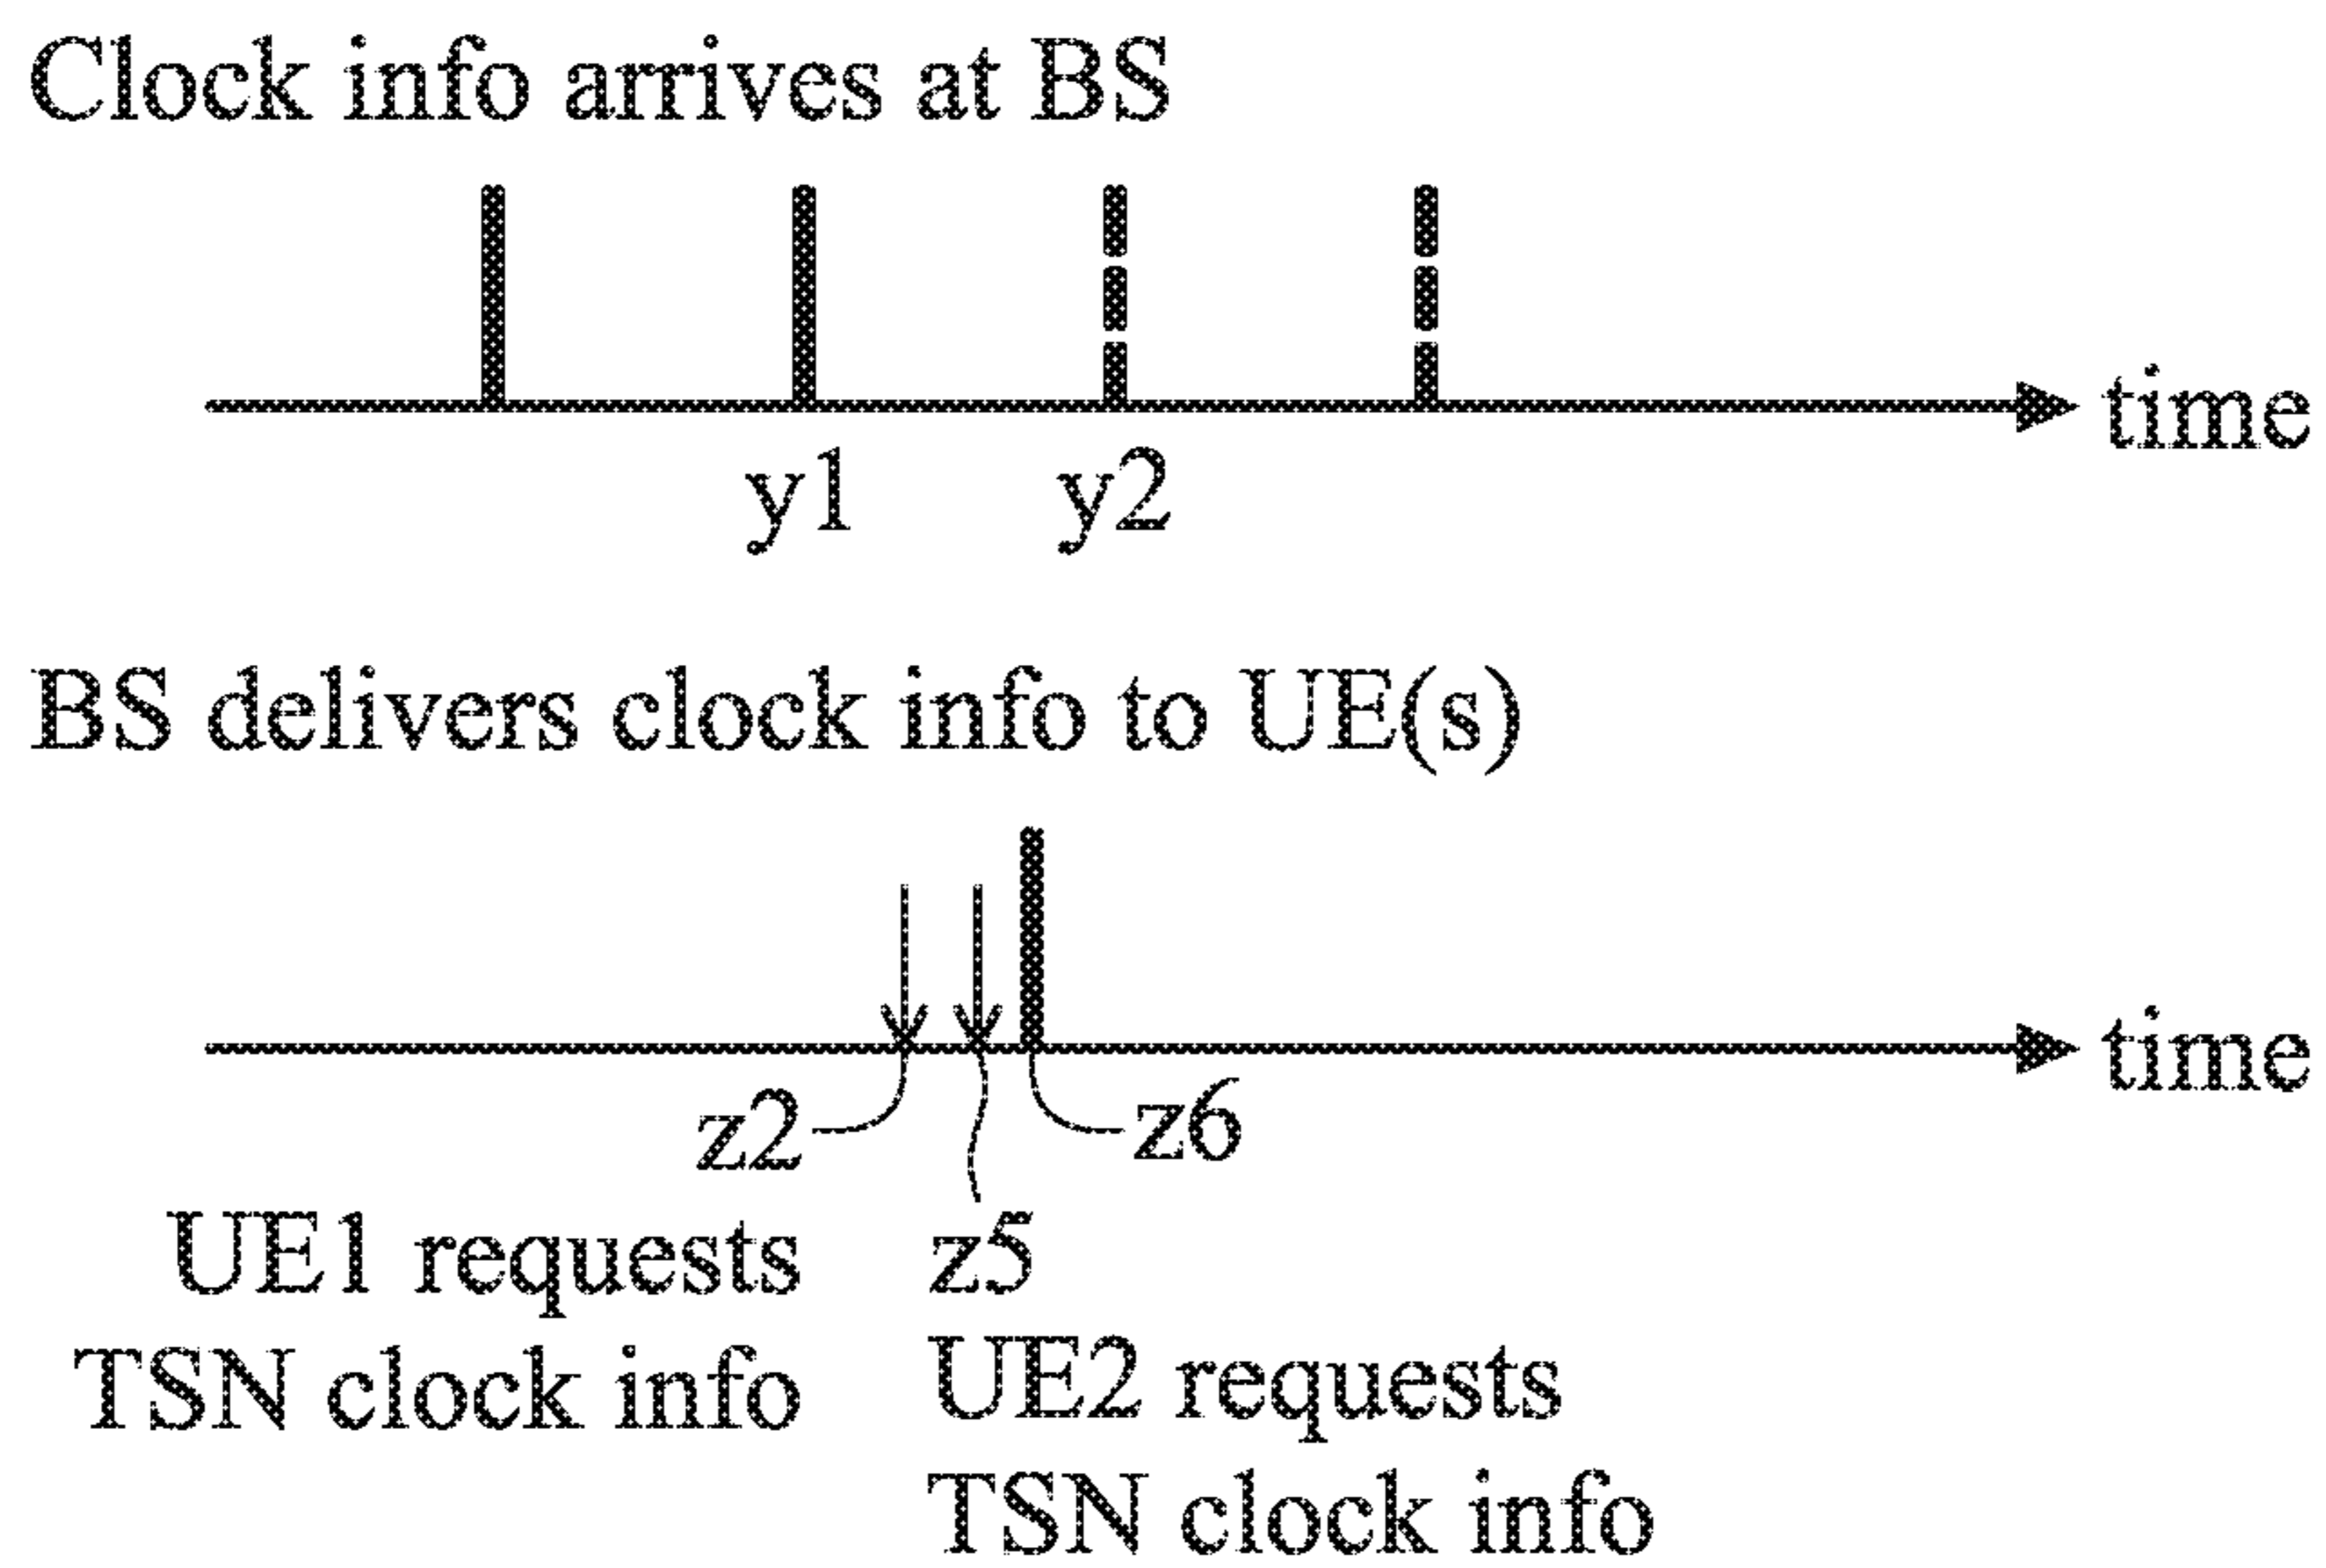 Clock info arrives at BS
time
y1 y2
BS delivers clock info to UE(s)
time
z2 z6
UE1 requests z5
TSN clock info UE2 requests
TSN clock info